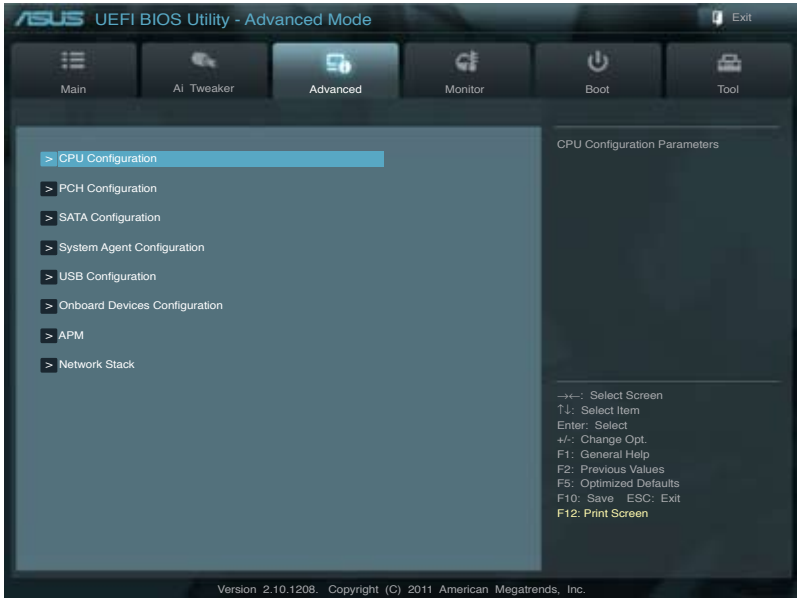 ASUS UEFI BIOS Utility - Advanced Mode
Exit
Main
Ai Tweaker
Advanced
Monitor
Boot
Tool
> CPU Configuration
> PCH Configuration
> SATA Configuration
> System Agent Configuration
> USB Configuration
> Onboard Devices Configuration
> APM
> Network Stack
CPU Configuration Parameters
→←: Select Screen
↑↓: Select Item
Enter: Select
+/-: Change Opt.
F1: General Help
F2: Previous Values
F5: Optimized Defaults
F10: Save ESC: Exit
F12: Print Screen
Version 2.10.1208. Copyright (C) 2011 American Megatrends, Inc.